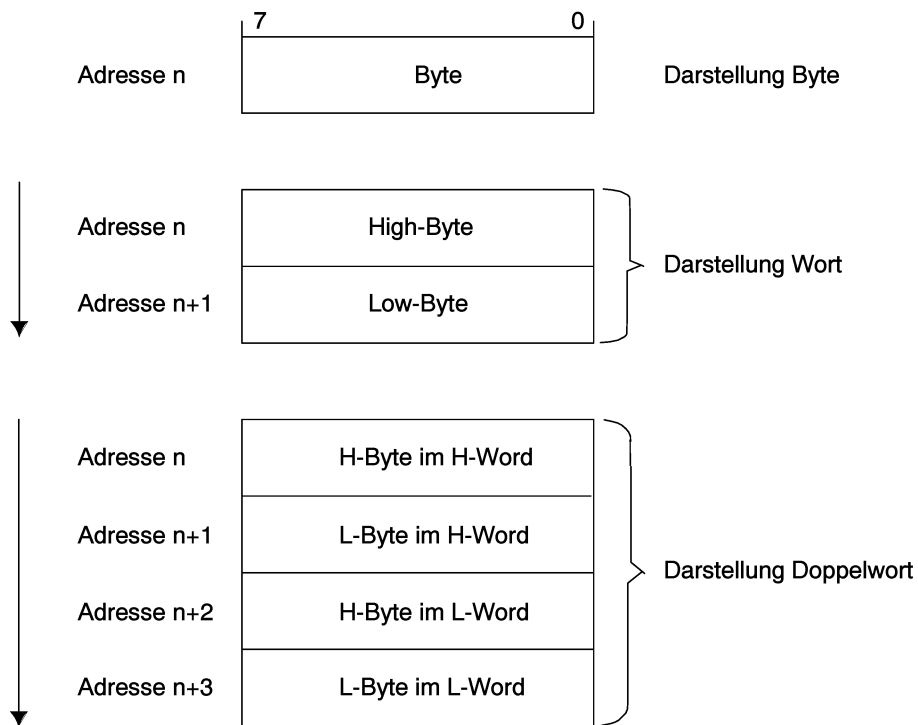 7 0
Adresse n Byte Darstellung Byte
Adresse n High-Byte
Darstellung Wort
Adresse n+1 Low-Byte
Adresse n H-Byte im H-Word
Adresse n+1 L-Byte im H-Word
Darstellung Doppelwort
Adresse n+2 H-Byte im L-Word
Adresse n+3 L-Byte im L-Word